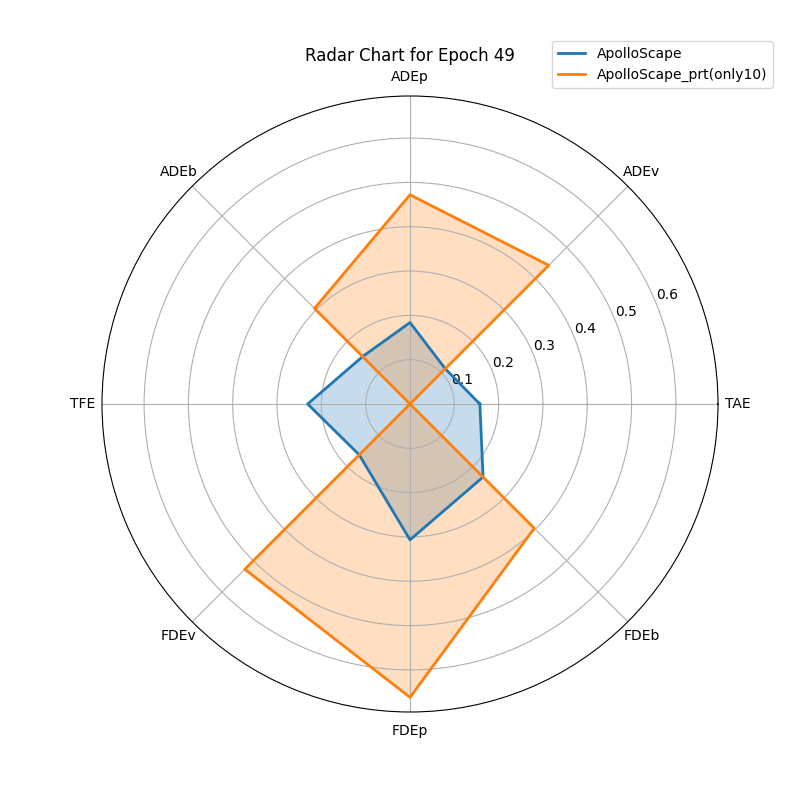 Radar Chart for Epoch 49
ApolloScape
ApolloScape_prt(only10)
ADEp
ADEb
ADEv
0.6
0.5
0.4
0.3
0.2
0.1
TFE
TAE
FDEv
FDEb
FDEp